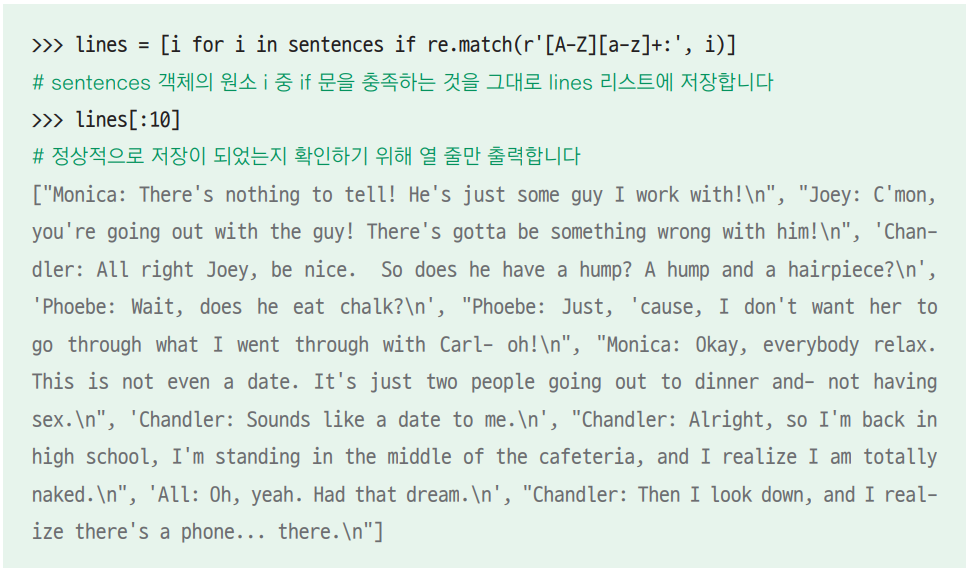 >>> lines = [i for i in sentences if re.match(r'[A-Z][a-z]+:', i)]
# sentences 객체의 원소 i 중 if 문을 충족하는 것을 그대로 lines 리스트에 저장합니다
>>> lines[:10]
# 정상적으로 저장이 되었는지 확인하기 위해 열 줄만 출력합니다
["Monica: There's nothing to tell! He's just some guy I work with!\n", "Joey: C'mon,
you're going out with the guy! There's gotta be something wrong with him!\n", 'Chan-
dler: All right Joey, be nice.  So does he have a hump? A hump and a hairpiece?\n',
'Phoebe: Wait, does he eat chalk?\n', "Phoebe: Just, 'cause, I don't want her to
go through what I went through with Carl- oh!\n", "Monica: Okay, everybody relax.
This is not even a date. It's just two people going out to dinner and- not having
sex.\n", 'Chandler: Sounds like a date to me.\n', "Chandler: Alright, so I'm back in
high school, I'm standing in the middle of the cafeteria, and I realize I am totally
naked.\n", 'All: Oh, yeah. Had that dream.\n', "Chandler: Then I look down, and I real-
ize there's a phone... there.\n"]